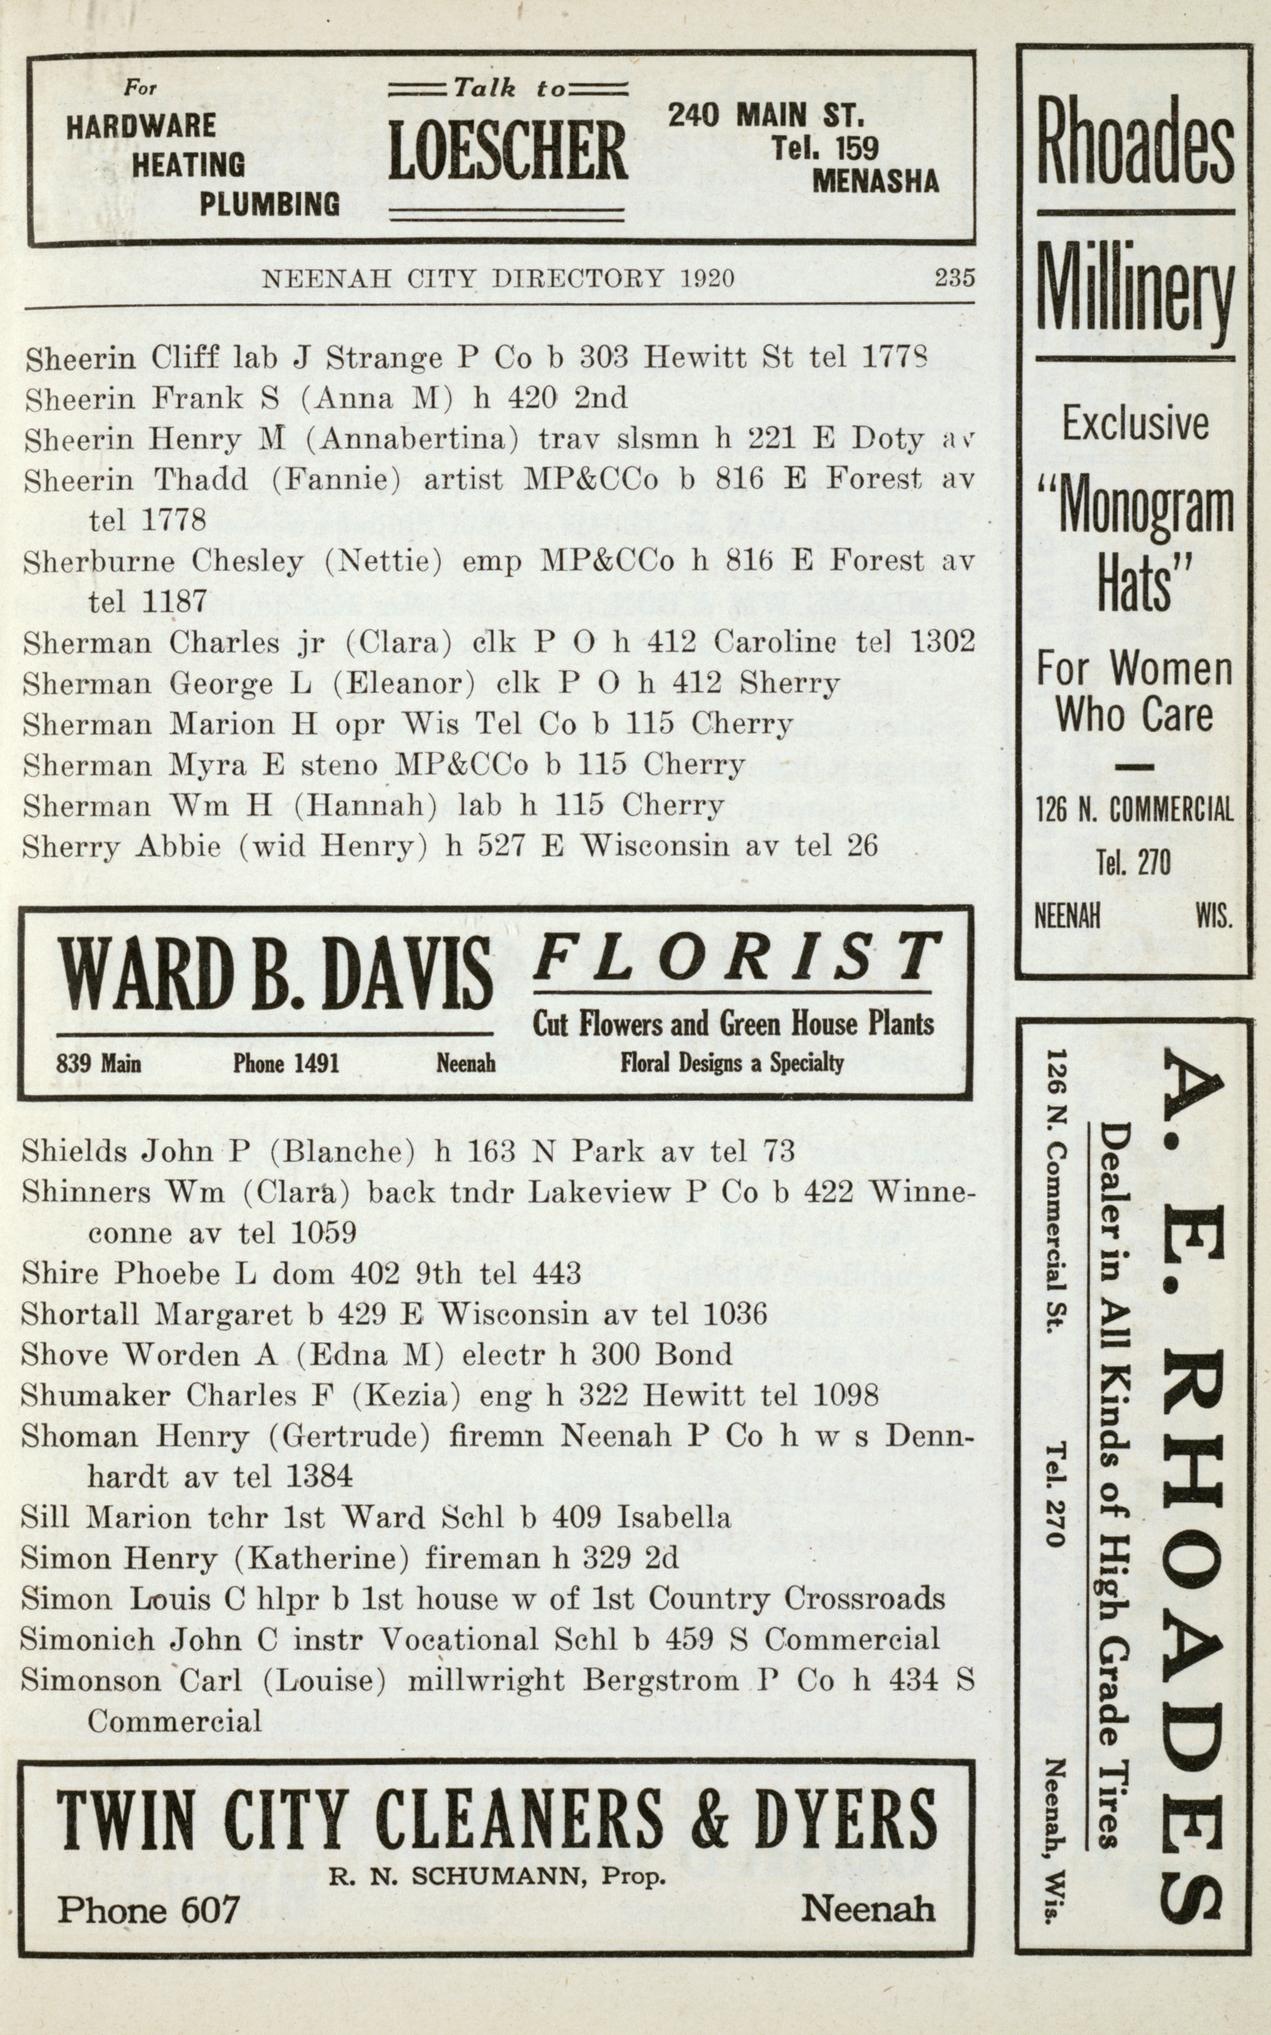 For
HARDWARE
HEATING
PLUMBING
Talk to
LOESCHER
240 MAIN ST.
Tel. 159
MENASHA
NEENAH CITY DIRECTORY 1920 235
Sheerin Cliff lab J Strange P Co b 303 Hewitt St tel 1778
Sheerin Frank S (Anna M) h 420 2nd
Sheerin Henry M (Annabertina) trav slsmn h 221 E Doty av
Sheerin Thadd (Fannie) artist MP&CCo b 816 E Forest av
tel 1778
Sherburne Chesley (Nettie) emp MP&CCo h 816 E Forest av
tel 1187
Sherman Charles jr (Clara) clk P O h 412 Caroline tel 1302
Sherman George L (Eleanor) clk P O h 412 Sherry
Sherman Marion H opr Wis Tel Co b 115 Cherry
Sherman Myra E steno MP&CCo b 115 Cherry
Sherman Wm H (Hannah) lab h 115 Cherry
Sherry Abbie (wid Henry) h 527 E Wisconsin av tel 26
WARD B. DAVIS
839 Main Phone 1491 Neenah
FLORIST
Cut Flowers and Green House Plants
Floral Designs a Specialty
Shields John P (Blanche) h 163 N Park av tel 73
Shinners Wm (Clara) back tndr Lakeview P Co b 422 Winne-
conne av tel 1059
Shire Phoebe L dom 402 9th tel 443
Shortall Margaret b 429 E Wisconsin av tel 1036
Shove Worden A (Edna M) electr h 300 Bond
Shumaker Charles F (Kezia) eng h 322 Hewitt tel 1098
Shoman Henry (Gertrude) firemn Neenah P Co h w s Denn-
hardt av tel 1384
Sill Marion tchr 1st Ward Schl b 409 Isabella
Simon Henry (Katherine) fireman h 329 2d
Simon Louis C hlpr b 1st house w of 1st Country Crossroads
Simonich John C instr Vocational Schl b 459 S Commercial
Simonson Carl (Louise) millwright Bergstrom P Co h 434 S
Commercial
TWIN CITY CLEANERS & DYERS
R. N. SCHUMANN, Prop.
Phone 607 Neenah
Rhoades
Millinery
Exclusive
"Monogram
Hats"
For Women
Who Care
126 N. COMMERCIAL
Tel. 270
NEENAH WIS.
A. E. RHOADES
Dealer in All Kinds of High Grade Tires
126 N. Commercial St. Tel. 270 Neenah, Wis.